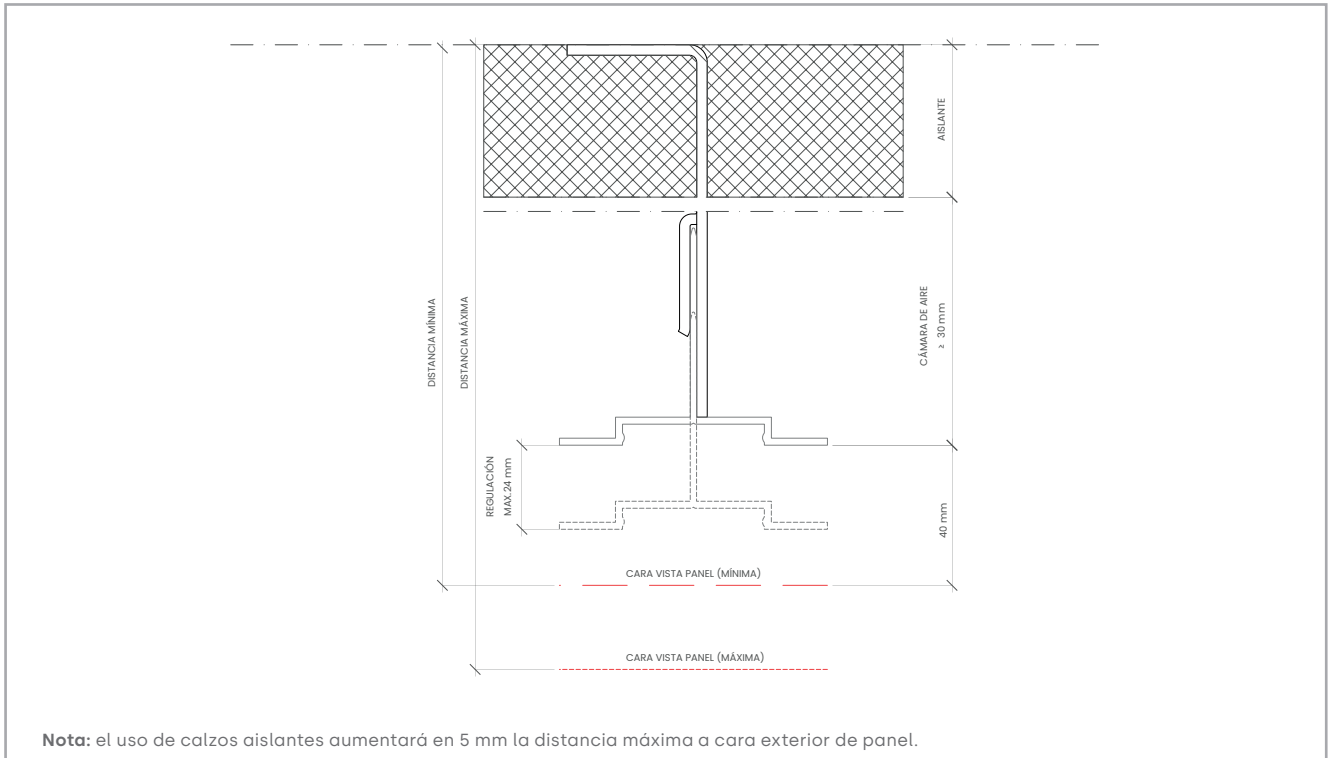 AISLANTE
DISTANCIA MÍNIMA
DISTANCIA MÁXIMA
CÁMARA DE AIRE
≥ 30 mm
REGULACIÓN
MAX.24 mm
40 mm
CARA VISTA PANEL (MÍNIMA)
CARA VISTA PANEL (MÁXIMA)
Nota: el uso de calzos aislantes aumentará en 5 mm la distancia máxima a cara exterior de panel.